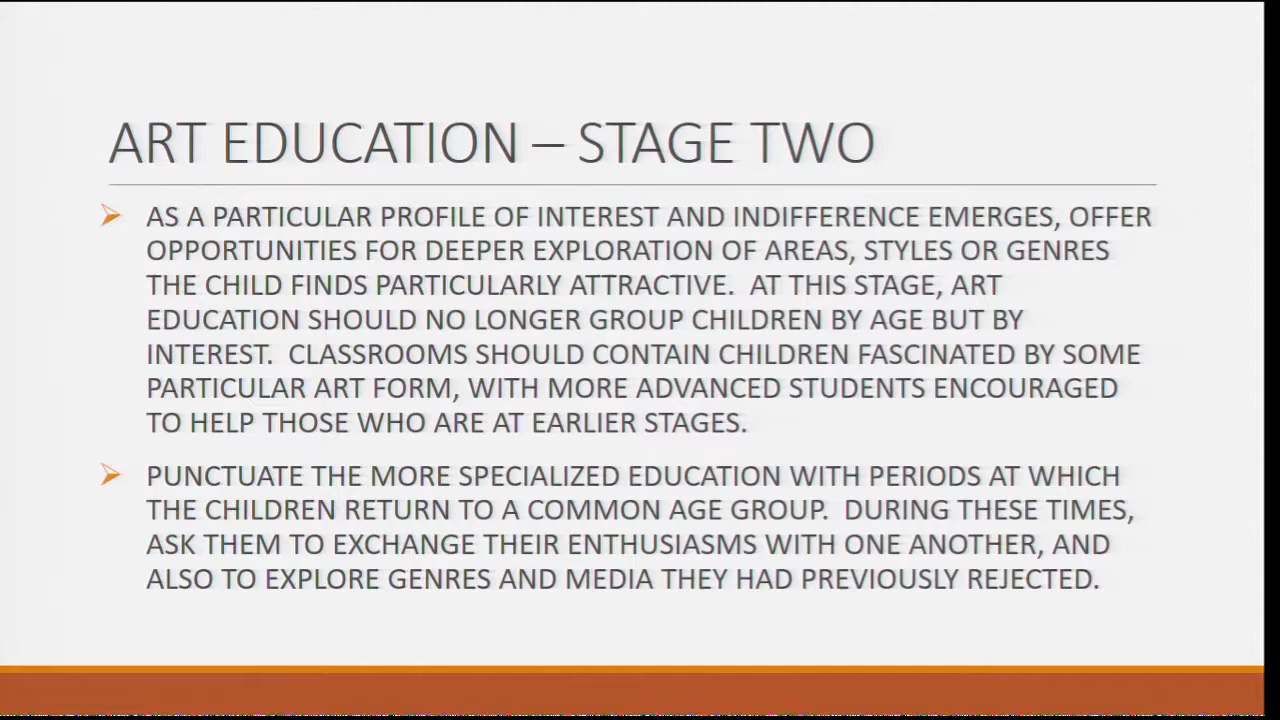 ART EDUCATION – STAGE TWO
AS A PARTICULAR PROFILE OF INTEREST AND INDIFFERENCE EMERGES, OFFER
OPPORTUNITIES FOR DEEPER EXPLORATION OF AREAS, STYLES OR GENRES
THE CHILD FINDS PARTICULARLY ATTRACTIVE.  AT THIS STAGE, ART
EDUCATION SHOULD NO LONGER GROUP CHILDREN BY AGE BUT BY
INTEREST.  CLASSROOMS SHOULD CONTAIN CHILDREN FASCINATED BY SOME
PARTICULAR ART FORM, WITH MORE ADVANCED STUDENTS ENCOURAGED
TO HELP THOSE WHO ARE AT EARLIER STAGES.
PUNCTUATE THE MORE SPECIALIZED EDUCATION WITH PERIODS AT WHICH
THE CHILDREN RETURN TO A COMMON AGE GROUP.  DURING THESE TIMES,
ASK THEM TO EXCHANGE THEIR ENTHUSIASMS WITH ONE ANOTHER, AND
ALSO TO EXPLORE GENRES AND MEDIA THEY HAD PREVIOUSLY REJECTED.